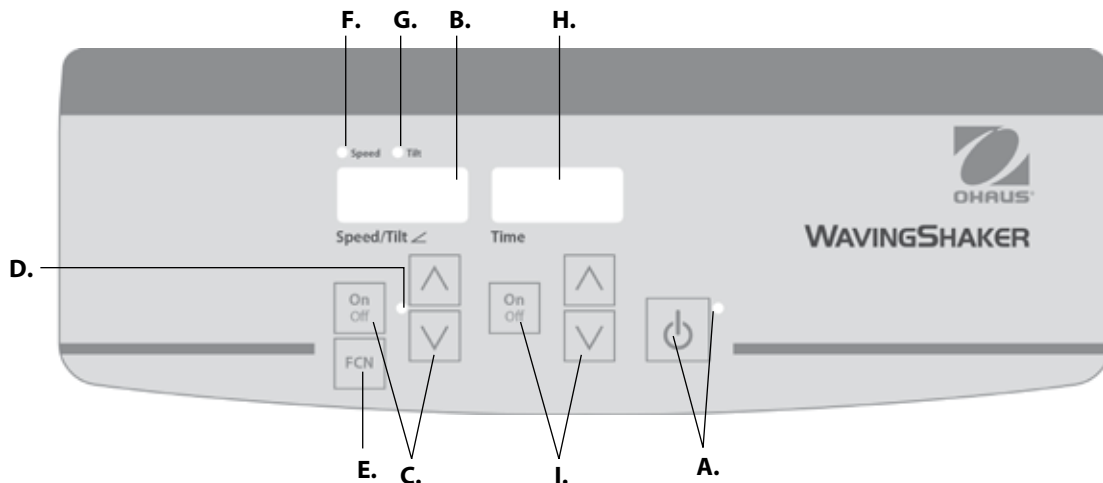 F. G. B. H.
Speed Tilt
OHAUS
Speed/Tilt Time
WAVINGSHAKER
D.
On
Off
On
Off
FCN
E. C. I. A.